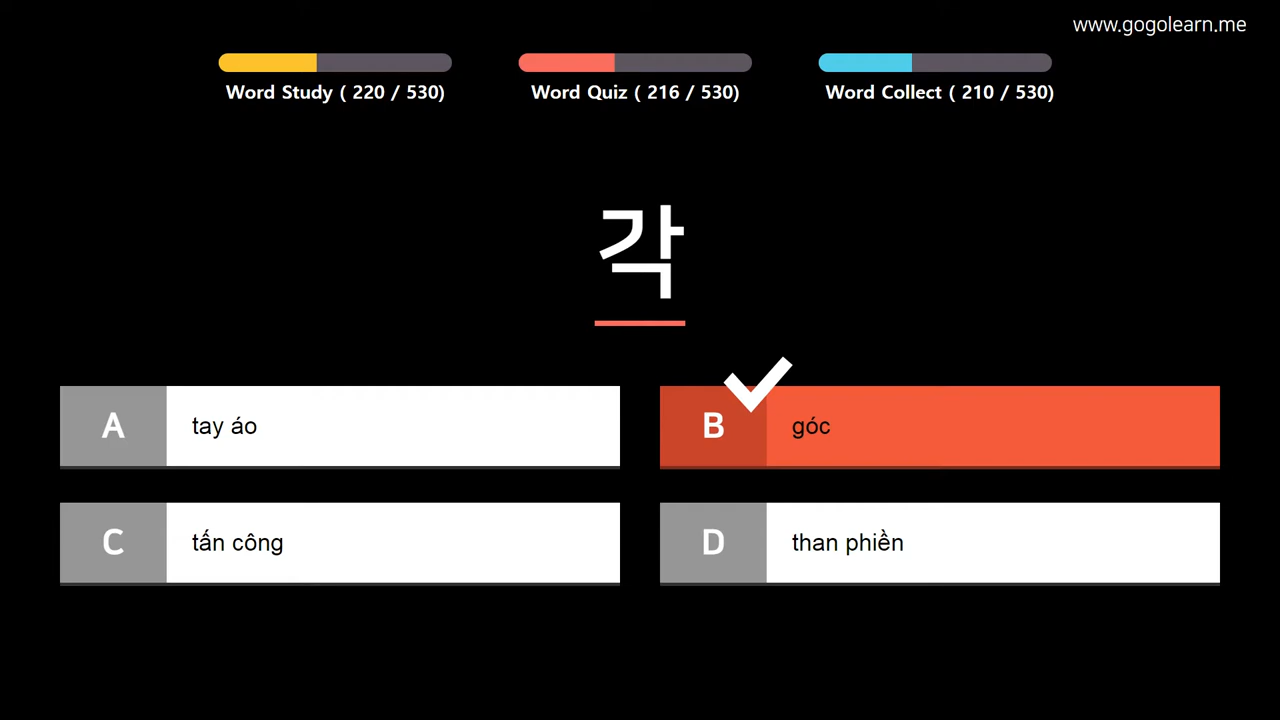 www.gogolearn.me
Word Study ( 220 / 530)
Word Quiz ( 216 / 530)
Word Collect ( 210 / 530)
각
A tay áo
B góc
C tấn công
D than phiền